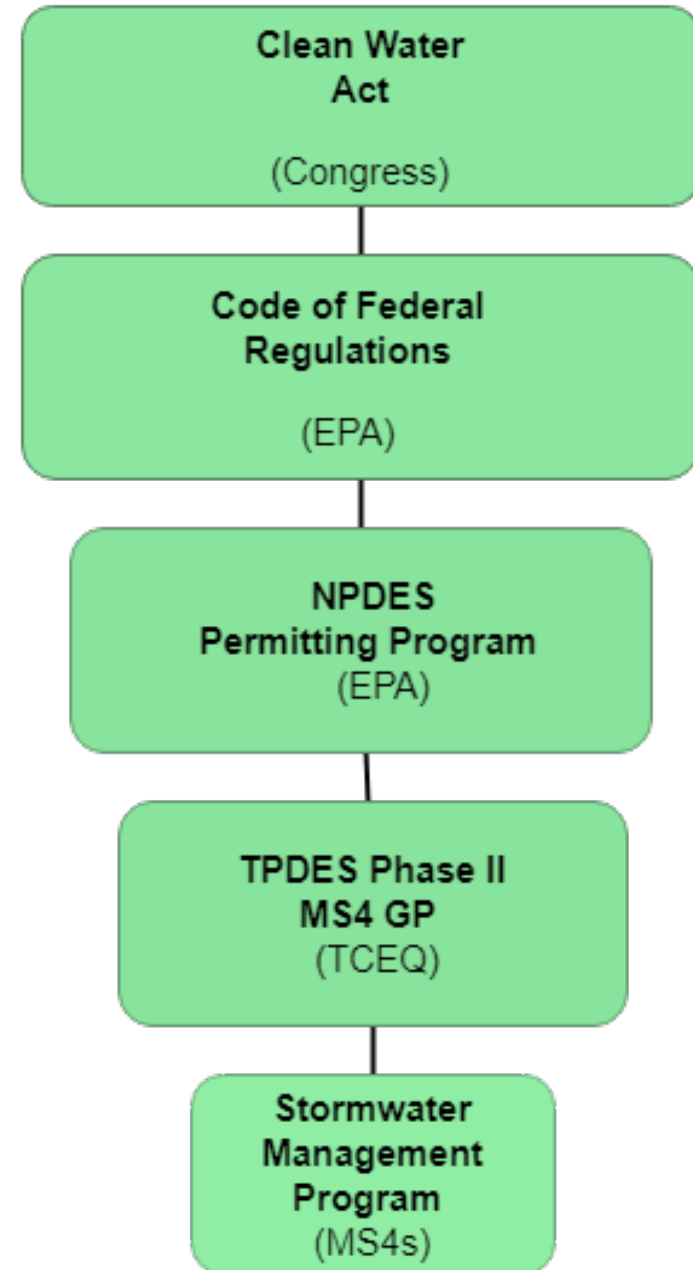 Clean Water
Act
(Congress)
Code of Federal
Regulations
(EPA)
NPDES
Permitting Program
(EPA)
TPDES Phase II
MS4 GP
(TCEQ)
Stormwater
Management
Program
(MS4s)